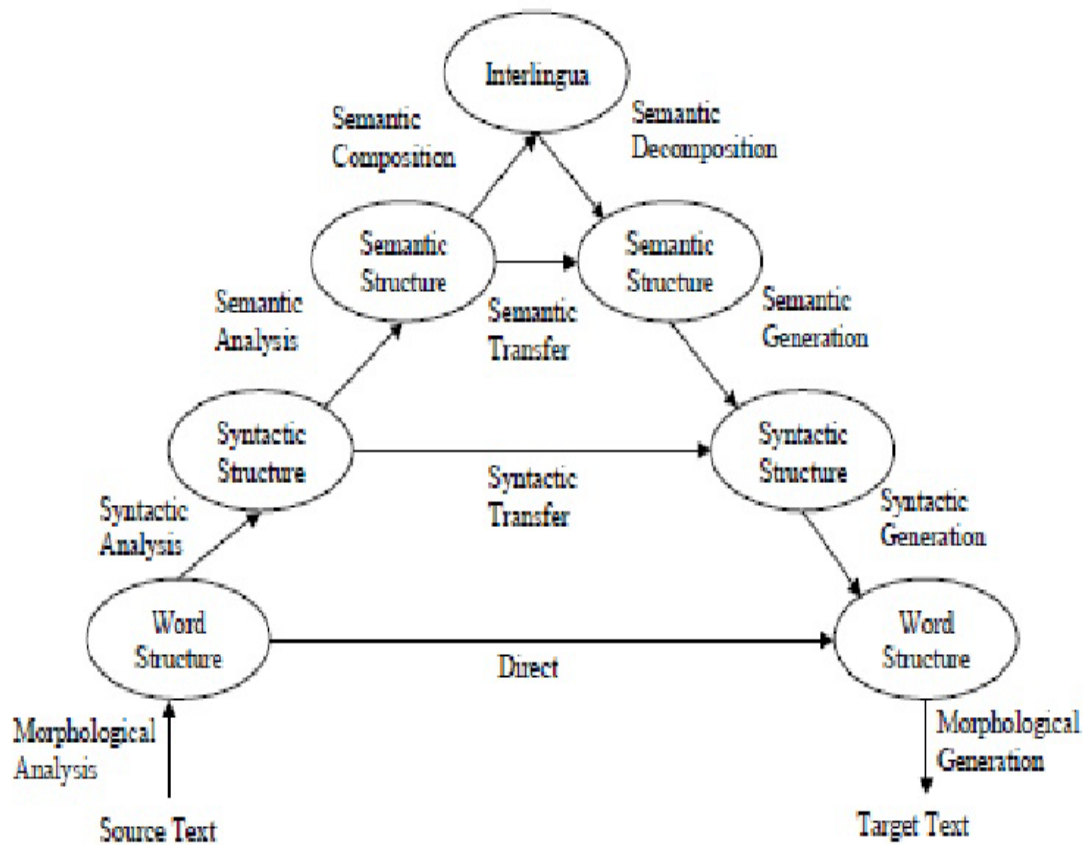 Interlingua
Semantic
Composition
Semantic
Decomposition
Semantic
Structure
Semantic
Structure
Semantic
Analysis
Semantic
Transfer
Semantic
Generation
Syntactic
Structure
Syntactic
Structure
Syntactic
Analysis
Syntactic
Transfer
Syntactic
Generation
Word
Structure
Word
Structure
Direct
Morphological
Analysis
Morphological
Generation
Source Text
Target Text